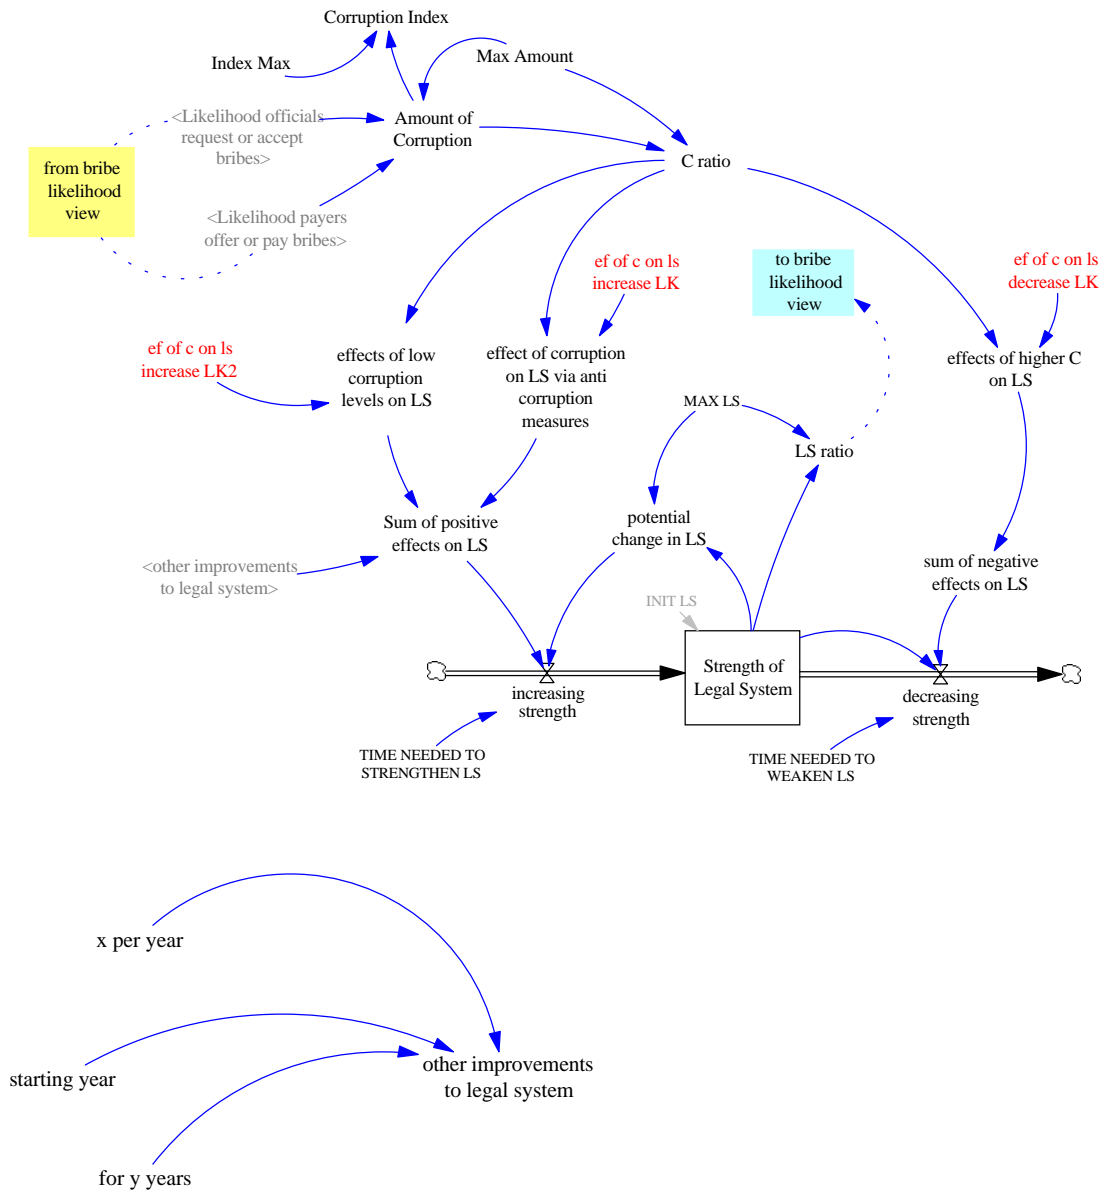 Corruption Index
Index Max
Max Amount
<Likelihood officials
request or accept
bribes>
Amount of
Corruption
C ratio
from bribe
likelihood
view
<Likelihood payers
offer or pay bribes>
ef of c on ls
increase LK
to bribe
likelihood
view
ef of c on ls
decrease LK
ef of c on ls
increase LK2
effects of low
corruption
levels on LS
effect of corruption
on LS via anti
corruption
measures
effects of higher C
on LS
MAX LS
LS ratio
Sum of positive
effects on LS
potential
change in LS
<other improvements
to legal system>
sum of negative
effects on LS
INIT LS
Strength of
Legal System
increasing
strength
decreasing
strength
TIME NEEDED TO
STRENGTHEN LS
TIME NEEDED TO
WEAKEN LS
x per year
starting year
other improvements
to legal system
for y years